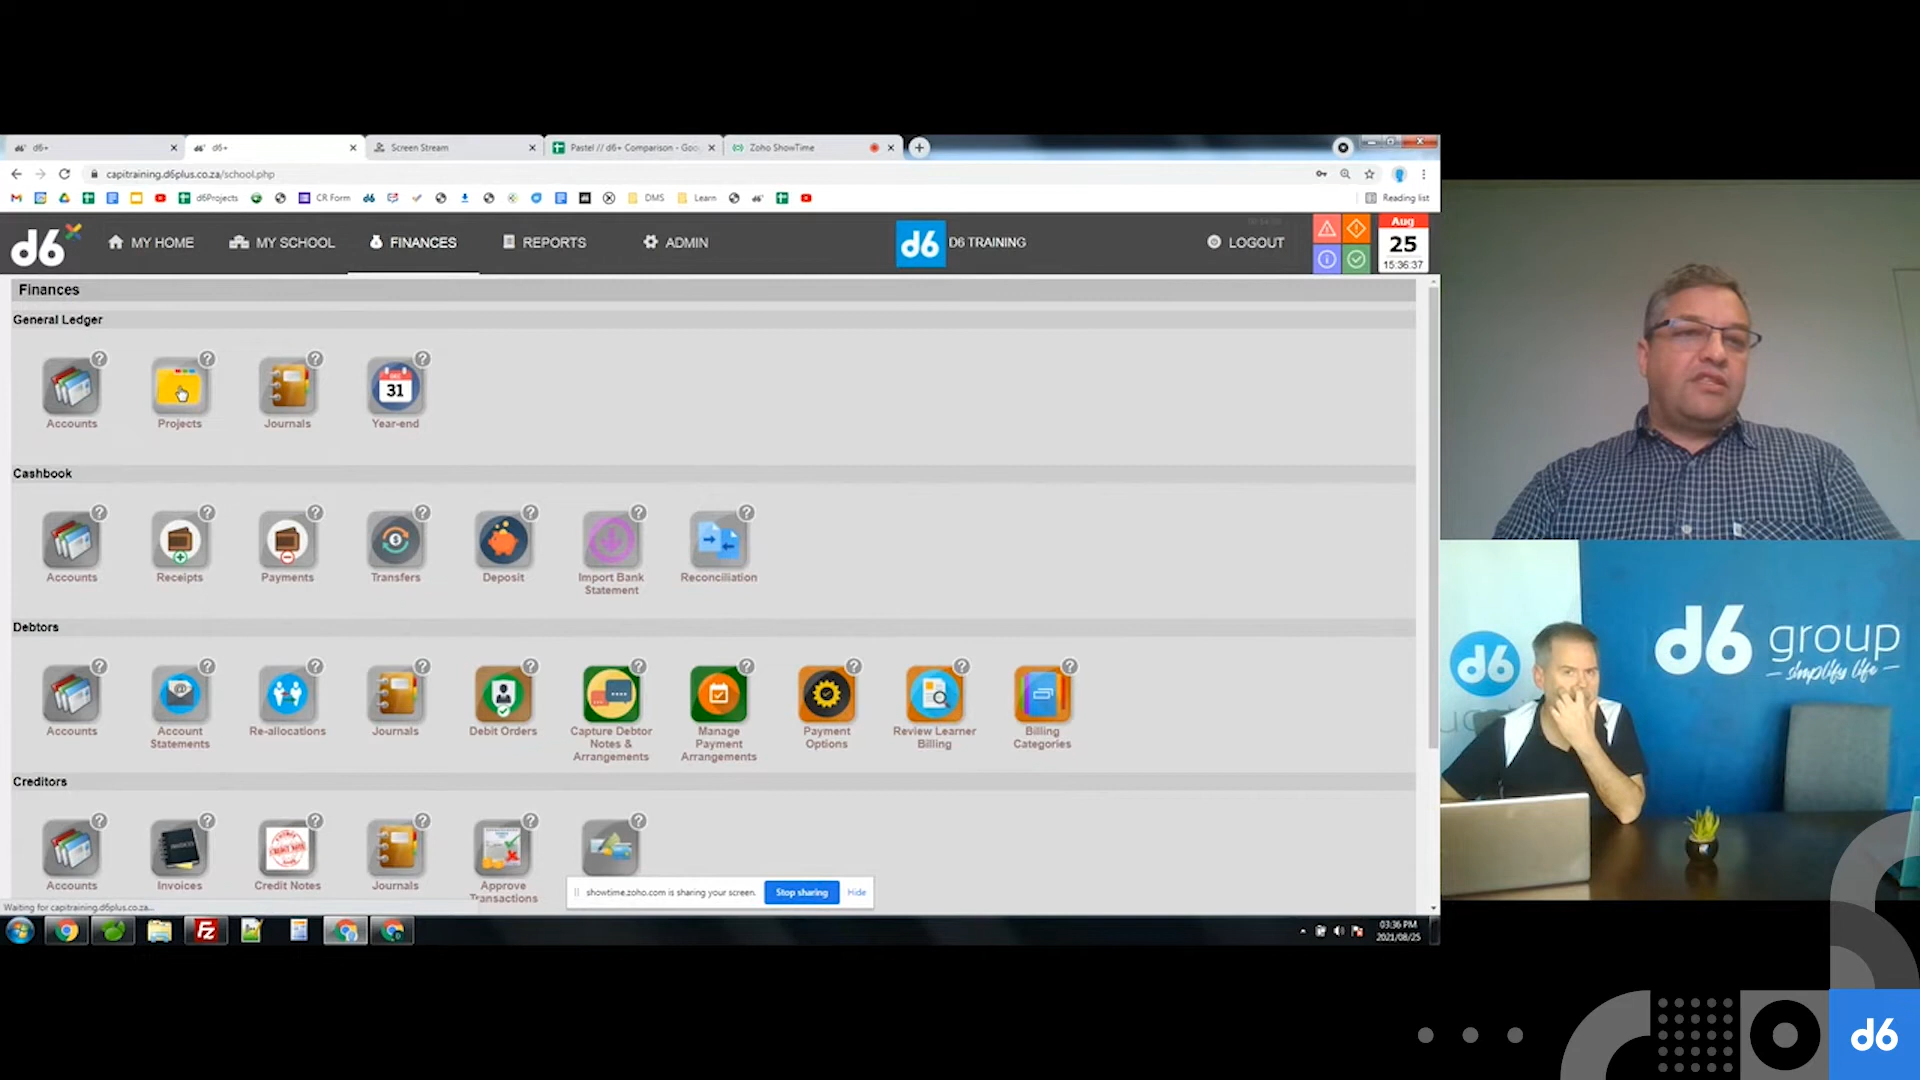 d6+
d6+
Screen Stream
Pastel // d6+ Comparison - Goo
Zoho ShowTime
capitraining.d6plus.co.za/school.php
d6Projects
CR Form
DMS
Learn
Reading list
d6
MY HOME
MY SCHOOL
FINANCES
REPORTS
ADMIN
d6
D6 TRAINING
LOGOUT
Aug
25
15:36:37
Finances
General Ledger
31
Accounts
Projects
Journals
Year-end
Cashbook
Accounts
Receipts
Payments
Transfers
Deposit
Import Bank
Statement
Reconciliation
Debtors
Accounts
Account
Statements
Re-allocations
Journals
Debit Orders
Capture Debtor
Notes &
Arrangements
Manage
Payment
Arrangements
Payment
Options
Review Learner
Billing
Billing
Categories
Creditors
Accounts
Invoices
Credit Notes
Journals
Approve
Transactions
showtime.zoho.com is sharing your screen.
Stop sharing
Hide
Waiting for capitraining.d6plus.co.za...
03:36 PM
2021/08/25
d6
d6 group
simplify life
d6